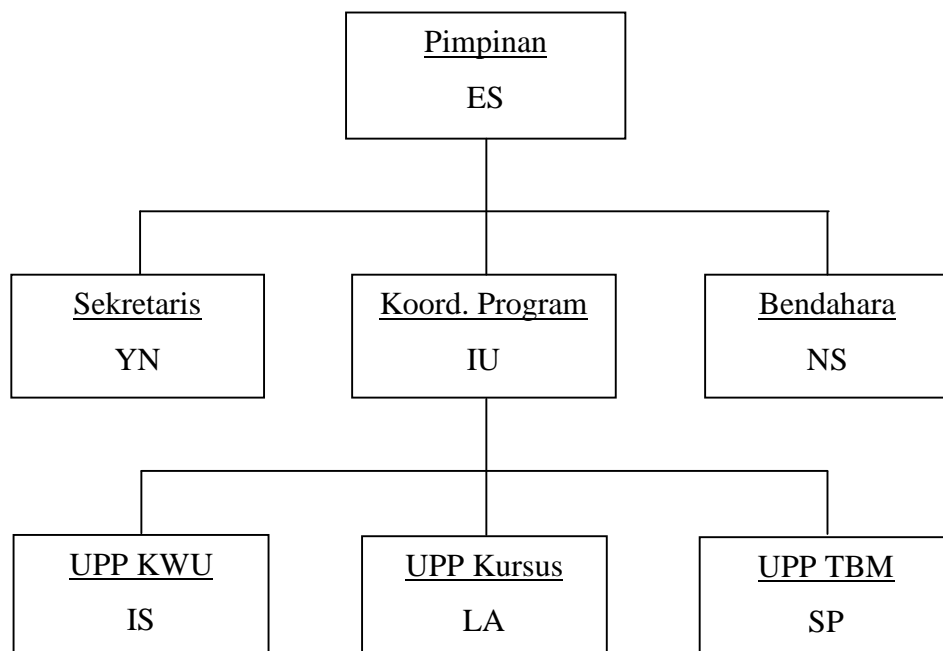 Pimpinan
ES
Sekretaris
YN
Koord. Program
IU
Bendahara
NS
UPP KWU
IS
UPP Kursus
LA
UPP TBM
SP